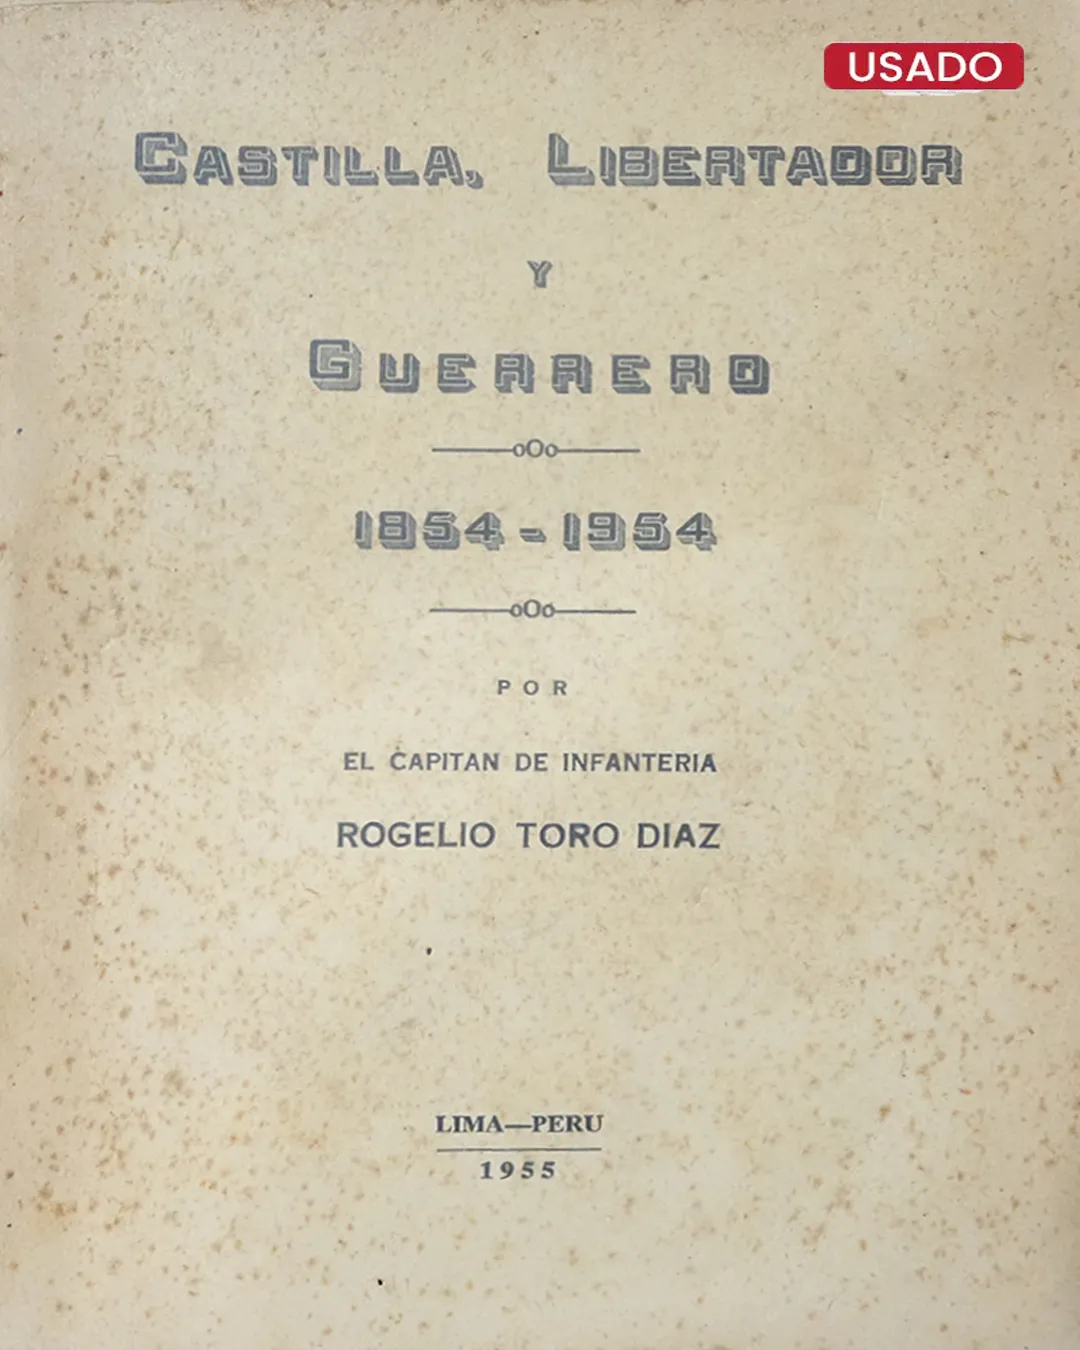 USADO
CASTILLA, LIBERTADOR
Y
GUERRERO
oOo
1854-1954
oOo
POR
EL CAPITAN DE INFANTERIA
ROGELIO TORO DIAZ
LIMA—PERU
1955